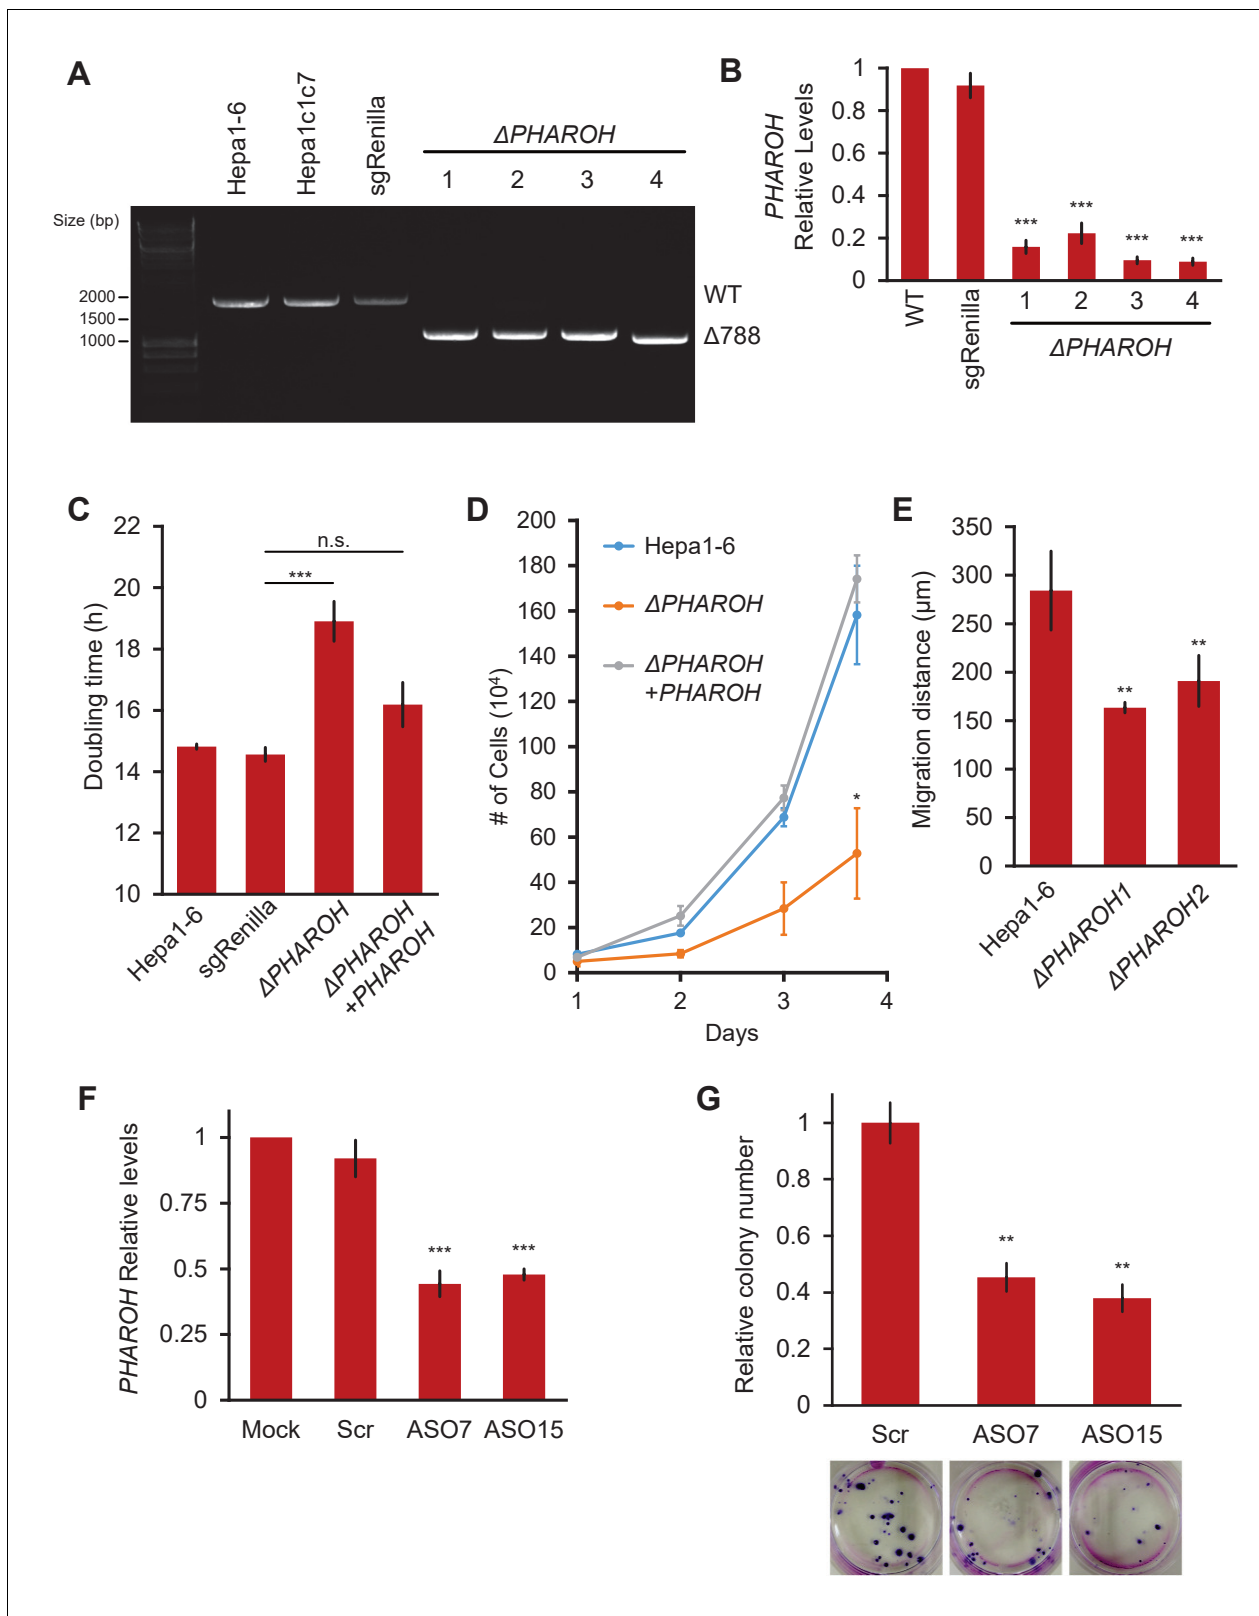 A
Hepa1-6
Hepa1c1c7
sgRenilla
ΔPHAROH
1 2 3 4
Size (bp)
2000
1500
1000
WT
Δ788
B
PHAROH
Relative Levels
1
0.8
0.6
0.4
0.2
0
*** *** *** ***
WT
sgRenilla
1 2 3 4
ΔPHAROH
C
Doubling time (h)
22
20
18
16
14
12
10
n.s.
***
Hepa1-6
sgRenilla
ΔPHAROH
ΔPHAROH
+PHAROH
D
# of Cells (10⁴)
200
180
160
140
120
100
80
60
40
20
0
Hepa1-6
ΔPHAROH
ΔPHAROH
+PHAROH
*
1 2 3 4
Days
E
Migration distance (µm)
350
300
250
200
150
100
50
0
** **
Hepa1-6
ΔPHAROH1
ΔPHAROH2
F
PHAROH Relative levels
1
0.75
0.5
0.25
0
*** ***
Mock Scr ASO7 ASO15
G
Relative colony number
1
0.8
0.6
0.4
0.2
0
** **
Scr ASO7 ASO15